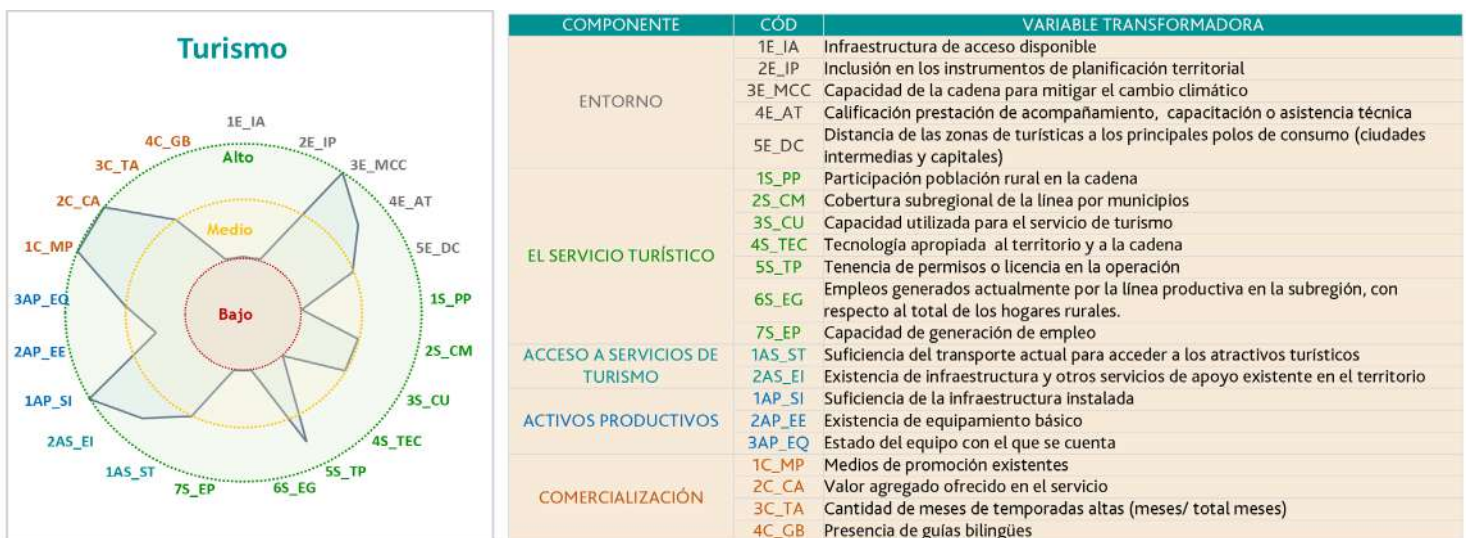 Turismo
1E_IA
2E_IP
3E_MCC
4E_AT
5E_DC
1S_PP
2S_CM
3S_CU
4S_TEC
5S_TP
6S_EG
7S_EP
1AS_ST
2AS_EI
1AP_SI
2AP_EE
3AP_EQ
1C_MP
2C_CA
3C_TA
4C_GB
Alto
Medio
Bajo
COMPONENTE CÓD VARIABLE TRANSFORMADORA
ENTORNO
1E_IA Infraestructura de acceso disponible
2E_IP Inclusión en los instrumentos de planificación territorial
3E_MCC Capacidad de la cadena para mitigar el cambio climático
4E_AT Calificación prestación de acompañamiento, capacitación o asistencia técnica
5E_DC Distancia de las zonas de turísticas a los principales polos de consumo (ciudades
intermedias y capitales)
EL SERVICIO TURÍSTICO
1S_PP Participación población rural en la cadena
2S_CM Cobertura subregional de la línea por municipios
3S_CU Capacidad utilizada para el servicio de turismo
4S_TEC Tecnología apropiada al territorio y a la cadena
5S_TP Tenencia de permisos o licencia en la operación
6S_EG Empleos generados actualmente por la línea productiva en la subregión, con
respecto al total de los hogares rurales.
7S_EP Capacidad de generación de empleo
ACCESO A SERVICIOS DE
TURISMO
1AS_ST Suficiencia del transporte actual para acceder a los atractivos turísticos
2AS_EI Existencia de infraestructura y otros servicios de apoyo existente en el territorio
ACTIVOS PRODUCTIVOS
1AP_SI Suficiencia de la infraestructura instalada
2AP_EE Existencia de equipamiento básico
3AP_EQ Estado del equipo con el que se cuenta
COMERCIALIZACIÓN
1C_MP Medios de promoción existentes
2C_CA Valor agregado ofrecido en el servicio
3C_TA Cantidad de meses de temporadas altas (meses/ total meses)
4C_GB Presencia de guías bilingües